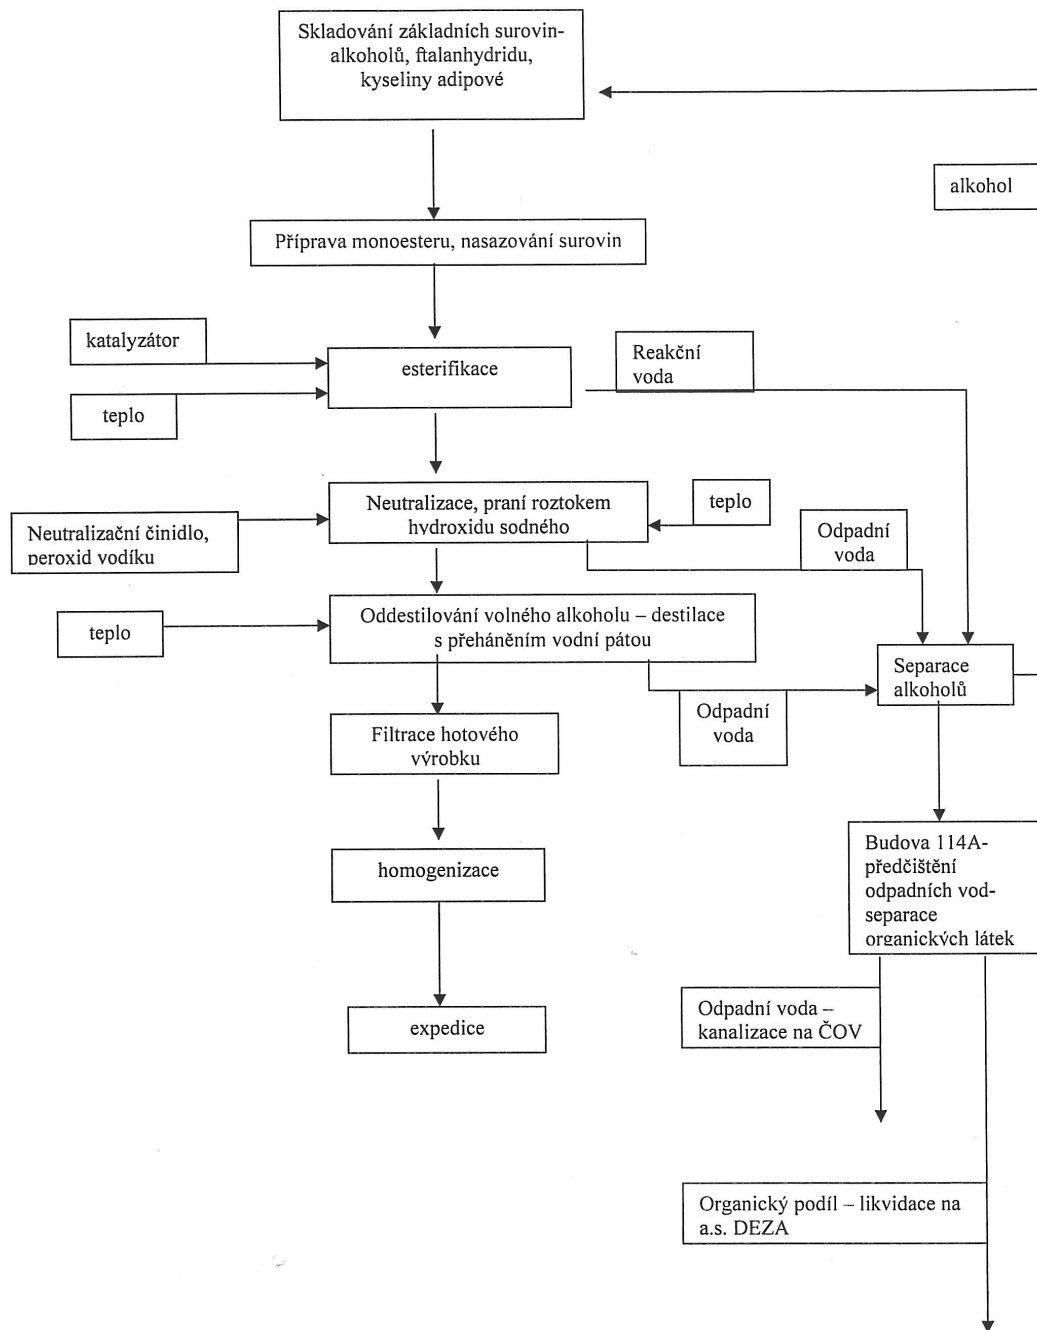 Skladování základních surovin-
alkoholů, ftalanhydridu,
kyseliny adipové
alkohol
Příprava monoesteru, nasazování surovin
katalyzátor
esterifikace
Reakční
voda
teplo
Neutralizace, praní roztokem
hydroxidu sodného
teplo
Neutralizační činidlo,
peroxid vodíku
Odpadní
voda
teplo
Oddestilování volného alkoholu – destilace
s přeháněním vodní pátou
Separace
alkoholů
Odpadní
voda
Filtrace hotového
výrobku
homogenizace
Budova 114A-
předčištění
odpadních vod-
separace
organických látek
Odpadní voda –
kanalizace na ČOV
expedice
Organický podíl – likvidace na
a.s. DEZA